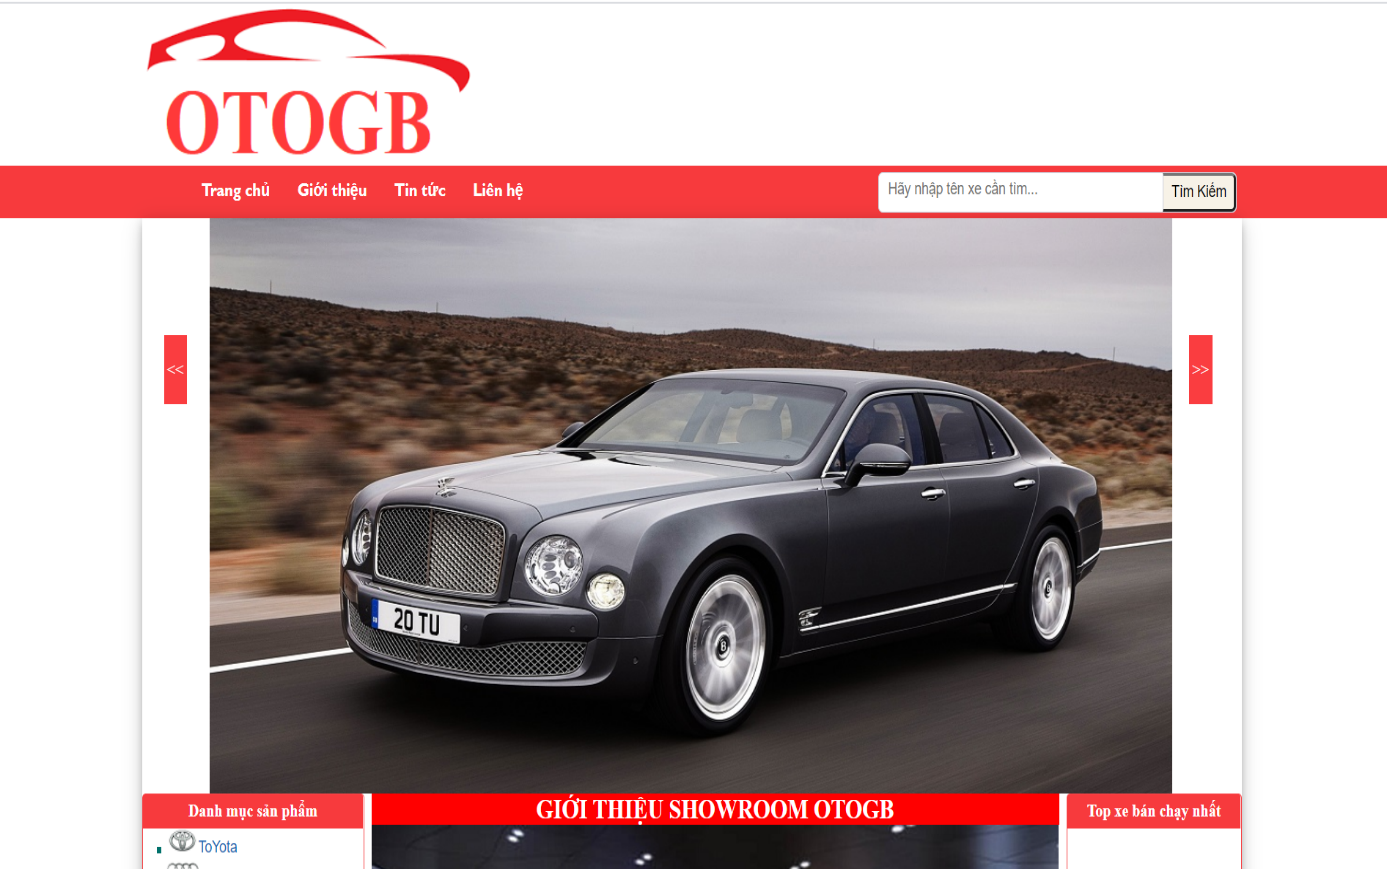 OTOGB
Trang chủ Giới thiệu Tin tức Liên hệ
Hãy nhập tên xe cần tìm... Tìm Kiếm
<< >>
20 TU
Danh mục sản phẩm
GIỚI THIỆU SHOWROOM OTOGB
Top xe bán chạy nhất
ToYota